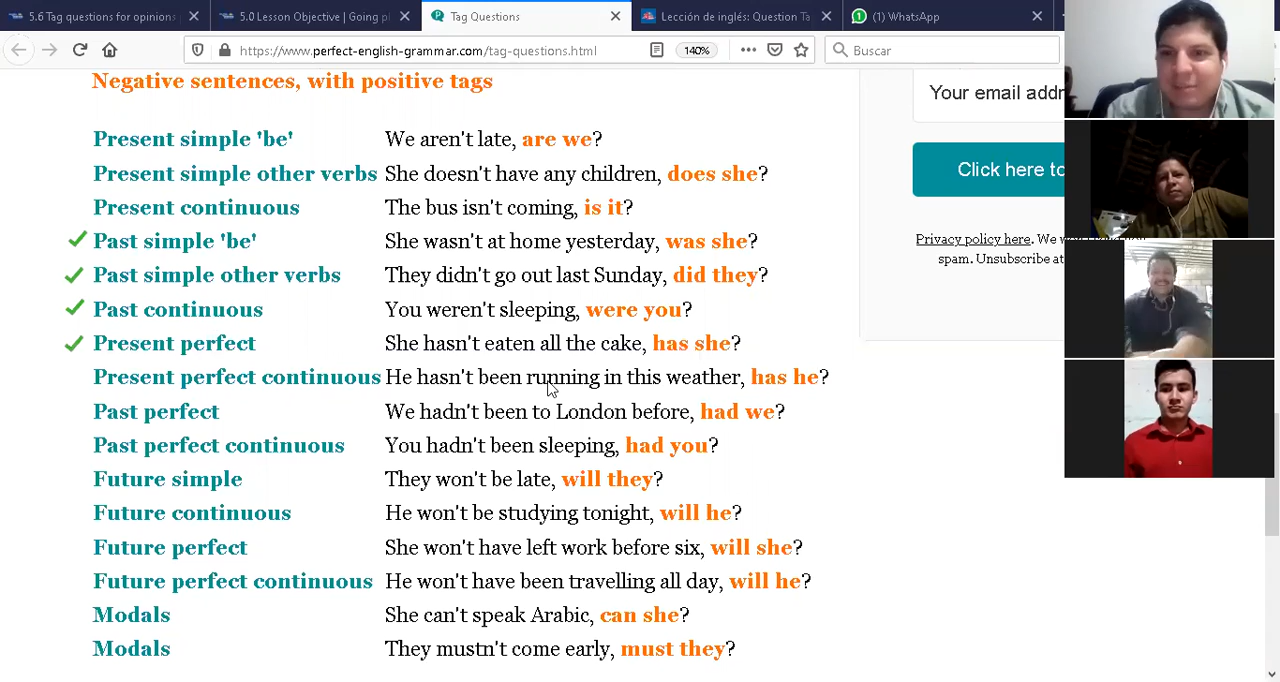 5.6 Tag questions for opinions
5.0 Lesson Objective | Going pl
Tag Questions
Lección de inglés: Question Ta
(1) WhatsApp
https://www.perfect-english-grammar.com/tag-questions.html
140%
Buscar
Negative sentences, with positive tags
Present simple 'be' We aren't late, are we?
Present simple other verbs She doesn't have any children, does she?
Present continuous The bus isn't coming, is it?
Past simple 'be' She wasn't at home yesterday, was she?
Past simple other verbs They didn't go out last Sunday, did they?
Past continuous You weren't sleeping, were you?
Present perfect She hasn't eaten all the cake, has she?
Present perfect continuous He hasn't been running in this weather, has he?
Past perfect We hadn't been to London before, had we?
Past perfect continuous You hadn't been sleeping, had you?
Future simple They won't be late, will they?
Future continuous He won't be studying tonight, will he?
Future perfect She won't have left work before six, will she?
Future perfect continuous He won't have been travelling all day, will he?
Modals She can't speak Arabic, can she?
Modals They mustn't come early, must they?
Your email addr
Click here to
Privacy policy here. We
spam. Unsubscribe at